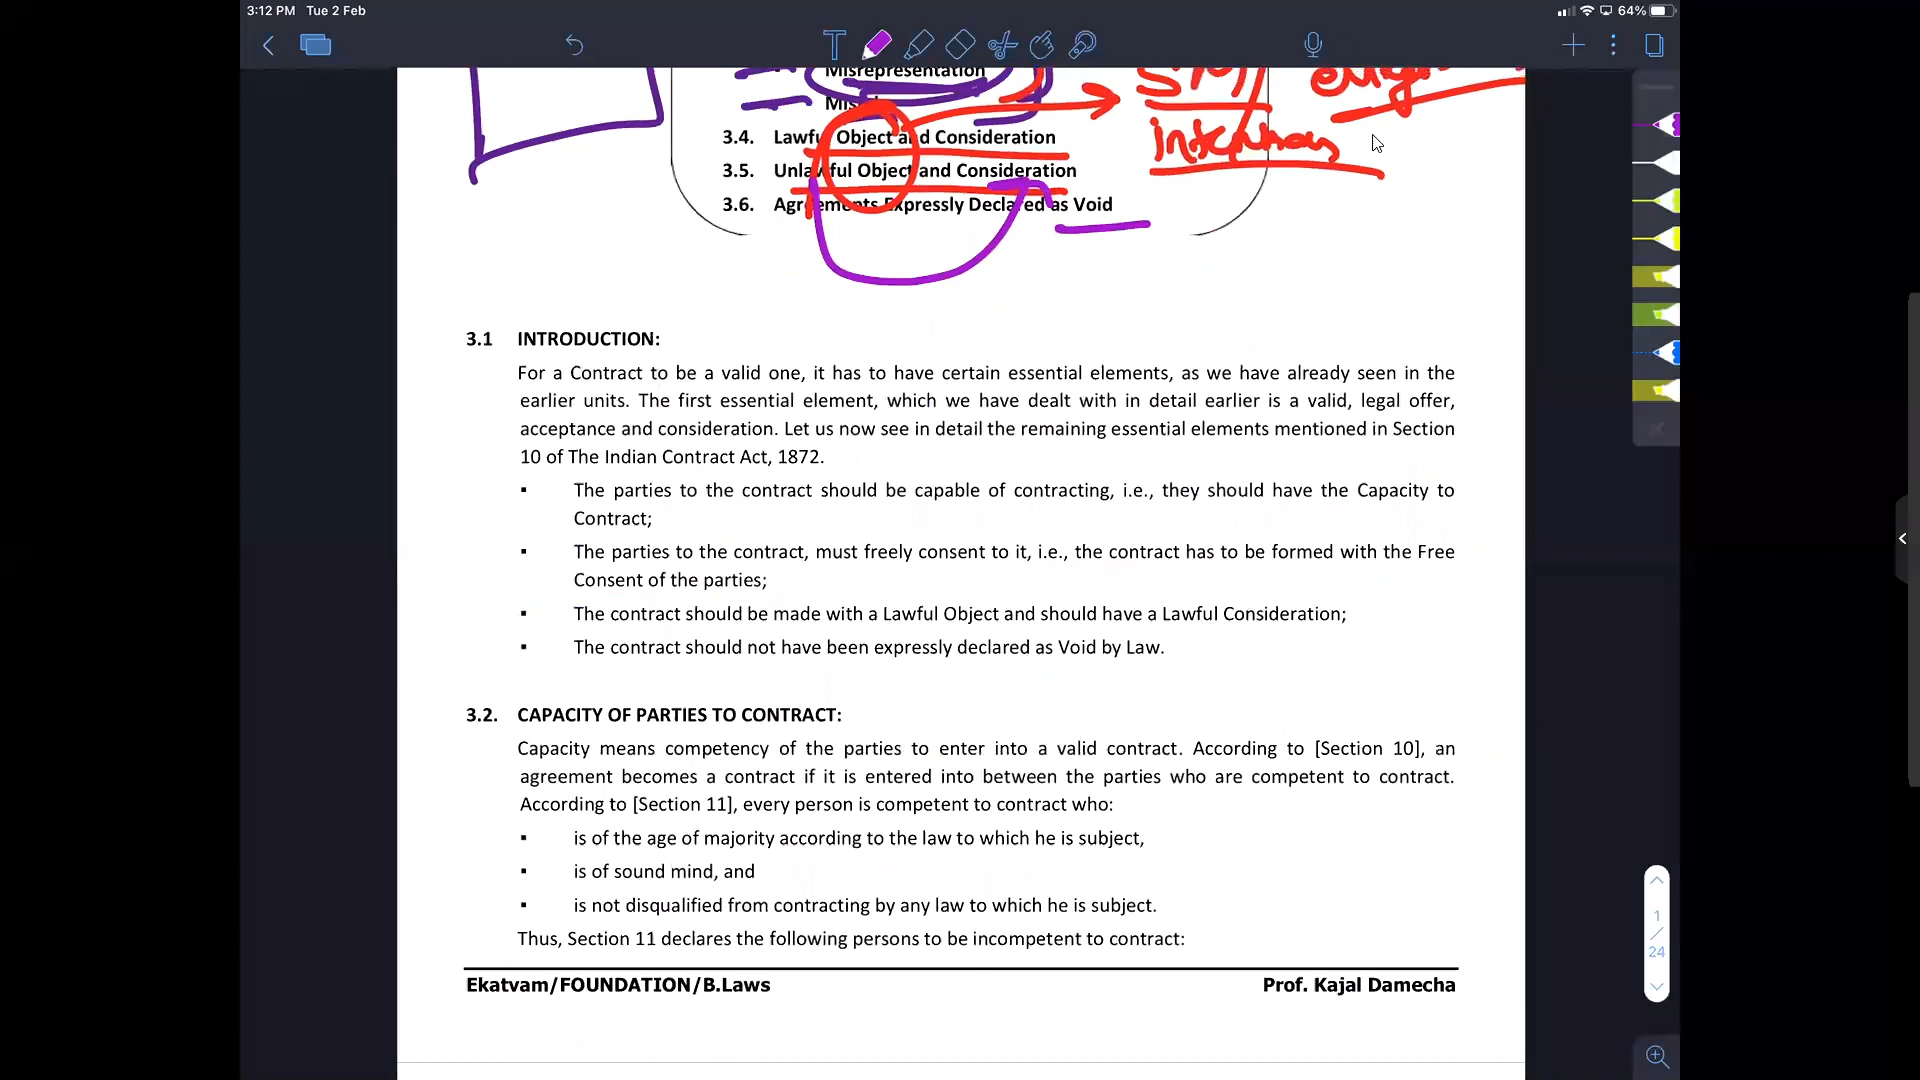 3:12 PM Tue 2 Feb
64%
Misrepresentation
3.4. Lawful Object and Consideration
intention
3.5. Unlawful Object and Consideration
3.6. Agreements Expressly Declared as Void
3.1 INTRODUCTION:
For a Contract to be a valid one, it has to have certain essential elements, as we have already seen in the
earlier units. The first essential element, which we have dealt with in detail earlier is a valid, legal offer,
acceptance and consideration. Let us now see in detail the remaining essential elements mentioned in Section
10 of The Indian Contract Act, 1872.
▪ The parties to the contract should be capable of contracting, i.e., they should have the Capacity to
Contract;
▪ The parties to the contract, must freely consent to it, i.e., the contract has to be formed with the Free
Consent of the parties;
▪ The contract should be made with a Lawful Object and should have a Lawful Consideration;
▪ The contract should not have been expressly declared as Void by Law.
3.2. CAPACITY OF PARTIES TO CONTRACT:
Capacity means competency of the parties to enter into a valid contract. According to [Section 10], an
agreement becomes a contract if it is entered into between the parties who are competent to contract.
According to [Section 11], every person is competent to contract who:
▪ is of the age of majority according to the law to which he is subject,
▪ is of sound mind, and
▪ is not disqualified from contracting by any law to which he is subject.
Thus, Section 11 declares the following persons to be incompetent to contract:
Ekatvam/FOUNDATION/B.Laws Prof. Kajal Damecha
1
/
24